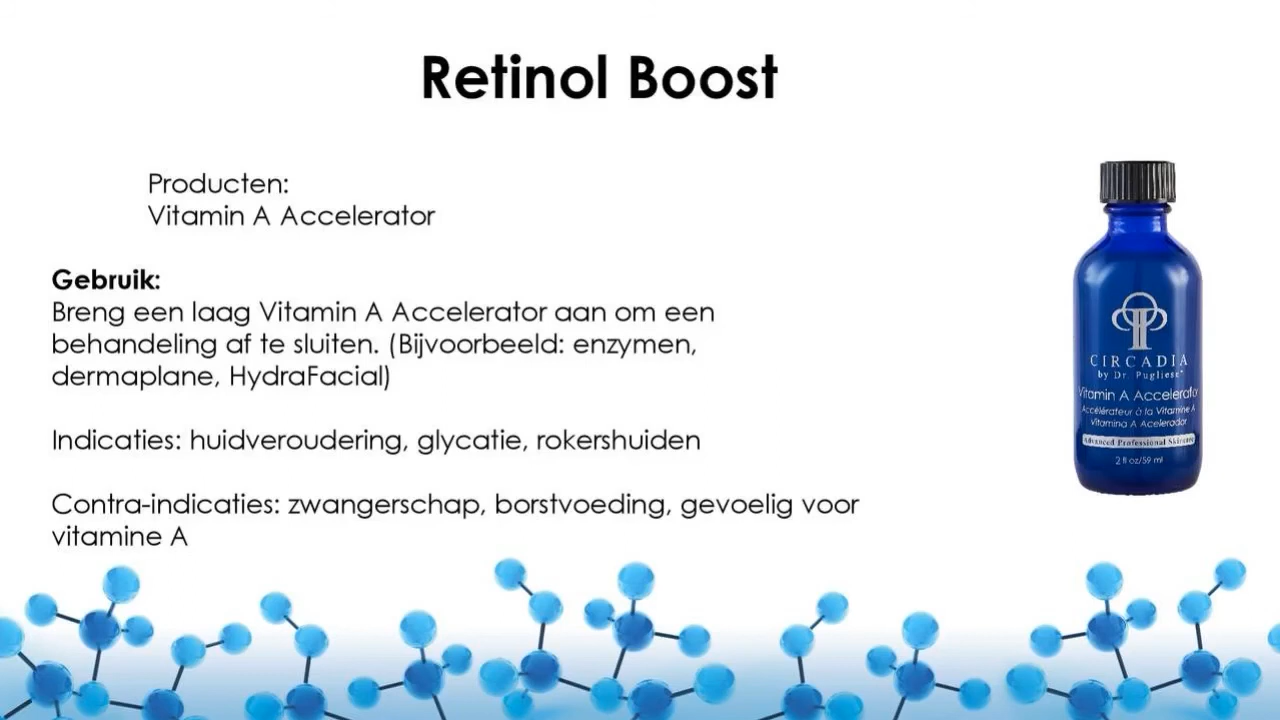 Retinol Boost
Producten:
Vitamin A Accelerator
Gebruik:
Breng een laag Vitamin A Accelerator aan om een
behandeling af te sluiten. (Bijvoorbeeld: enzymen,
dermaplane, HydraFacial)
Indicaties: huidveroudering, glycatie, rokershuiden
Contra-indicaties: zwangerschap, borstvoeding, gevoelig voor
vitamine A
CIRCADIA
by Dr. Pugliese
Vitamin A Accelerator
Accélérateur à la Vitamine A
Vitamina A Acelerador
Advanced Professional Skincare
2 fl oz/59 ml